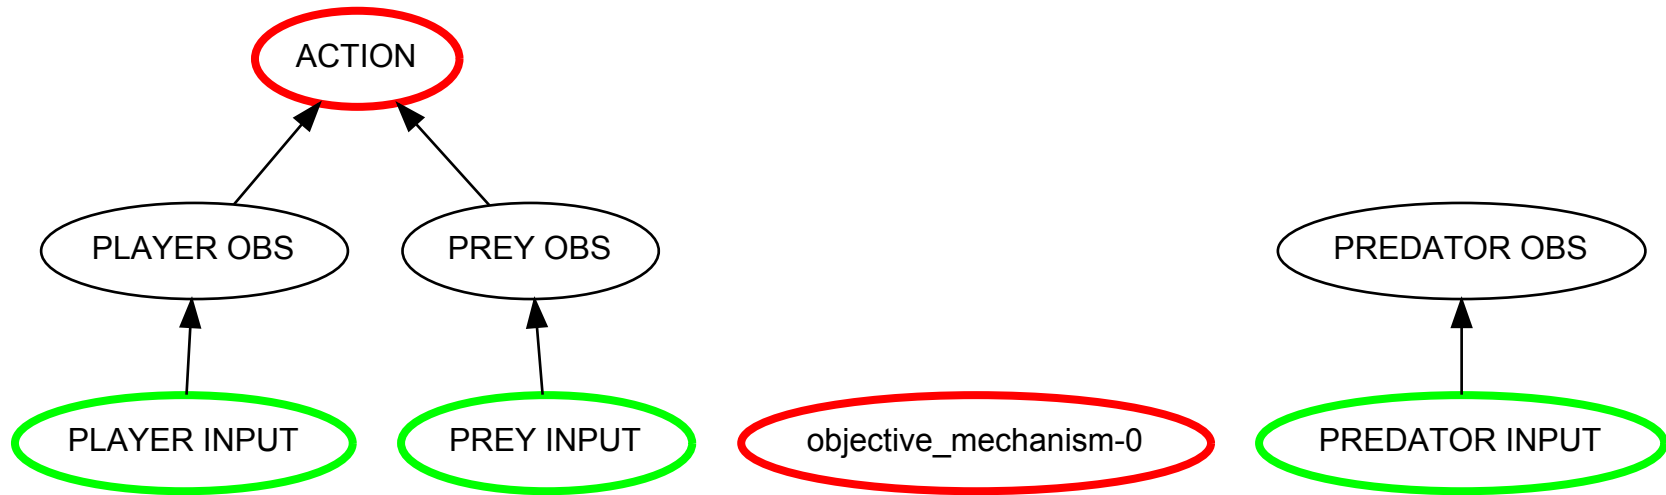 ACTION
PLAYER OBS
PREY OBS
PREDATOR OBS
PLAYER INPUT
PREY INPUT
objective_mechanism-0
PREDATOR INPUT